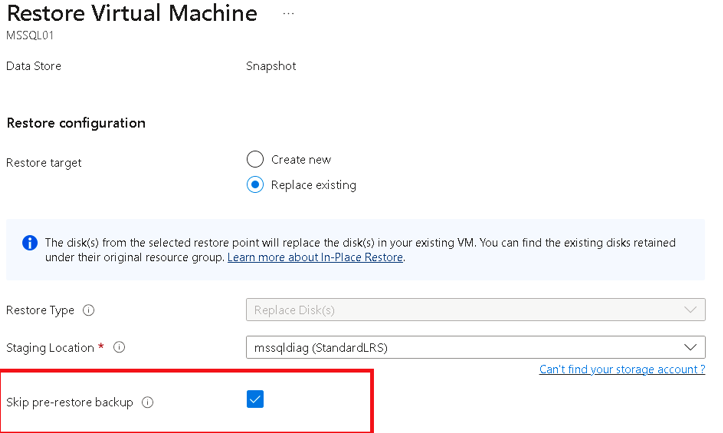 Restore Virtual Machine ...
MSSQL01
Data Store Snapshot
Restore configuration
Restore target
Create new
Replace existing
The disk(s) from the selected restore point will replace the disk(s) in your existing VM. You can find the existing disks retained
under their original resource group. Learn more about In-Place Restore.
Restore Type Replace Disk(s)
Staging Location * mssqldiag (StandardLRS)
Can't find your storage account ?
Skip pre-restore backup